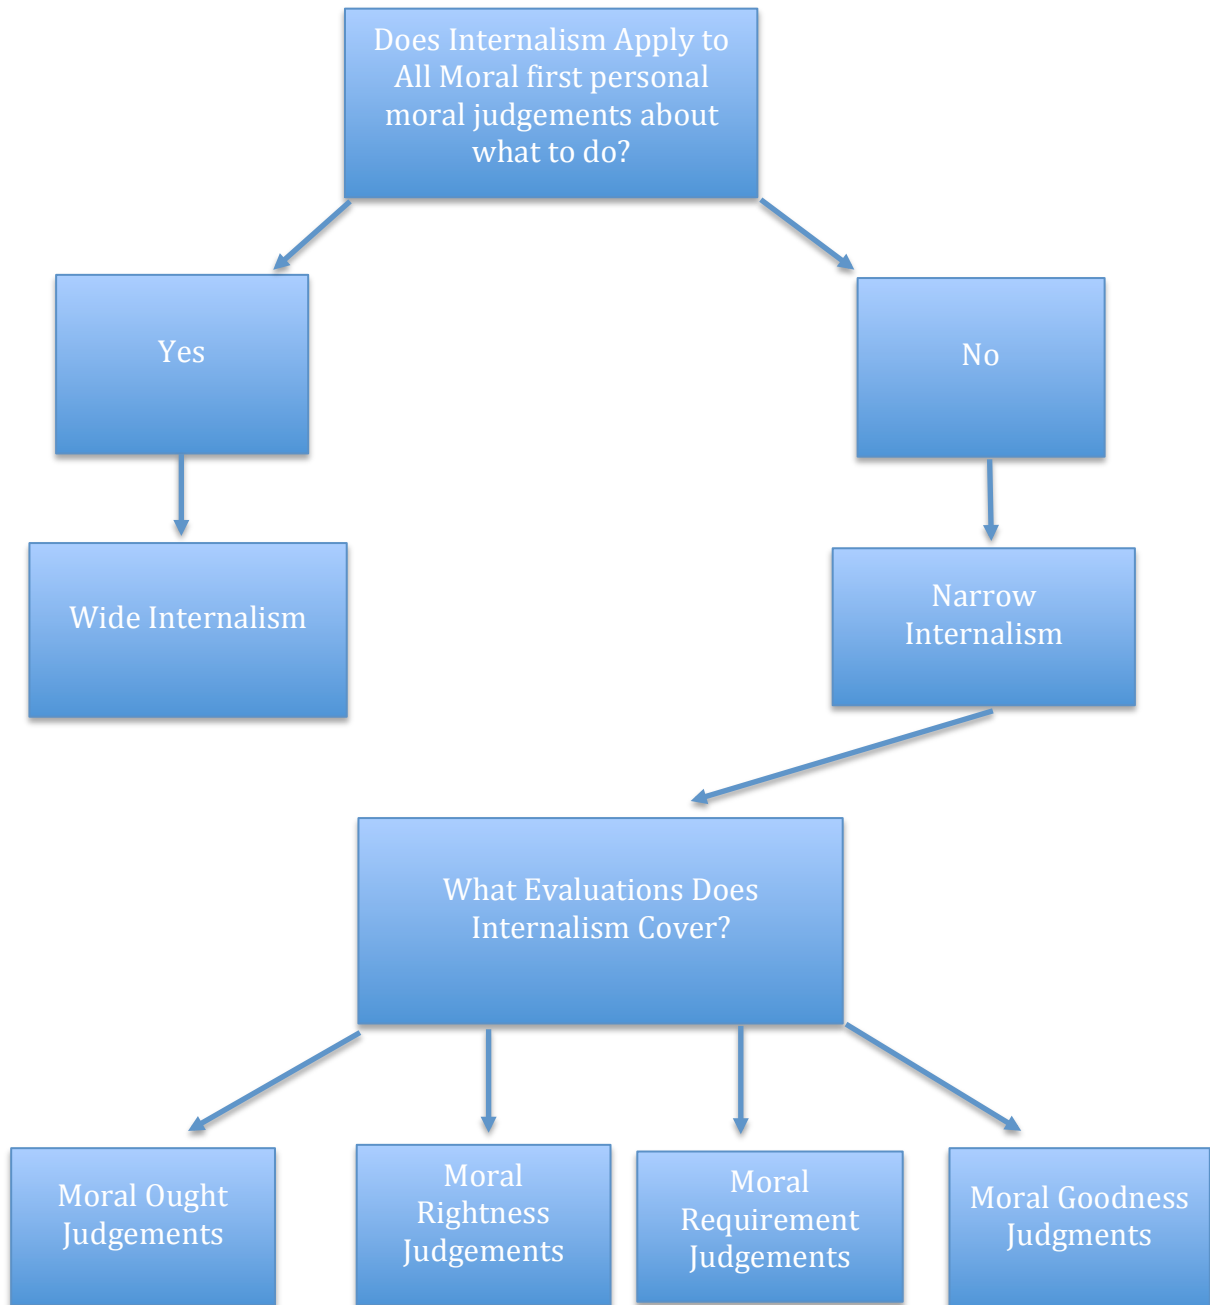 Does Internalism Apply to
All Moral first personal
moral judgements about
what to do?
Yes
No
Wide Internalism
Narrow
Internalism
What Evaluations Does
Internalism Cover?
Moral Ought
Judgements
Moral
Rightness
Judgements
Moral
Requirement
Judgements
Moral Goodness
Judgments